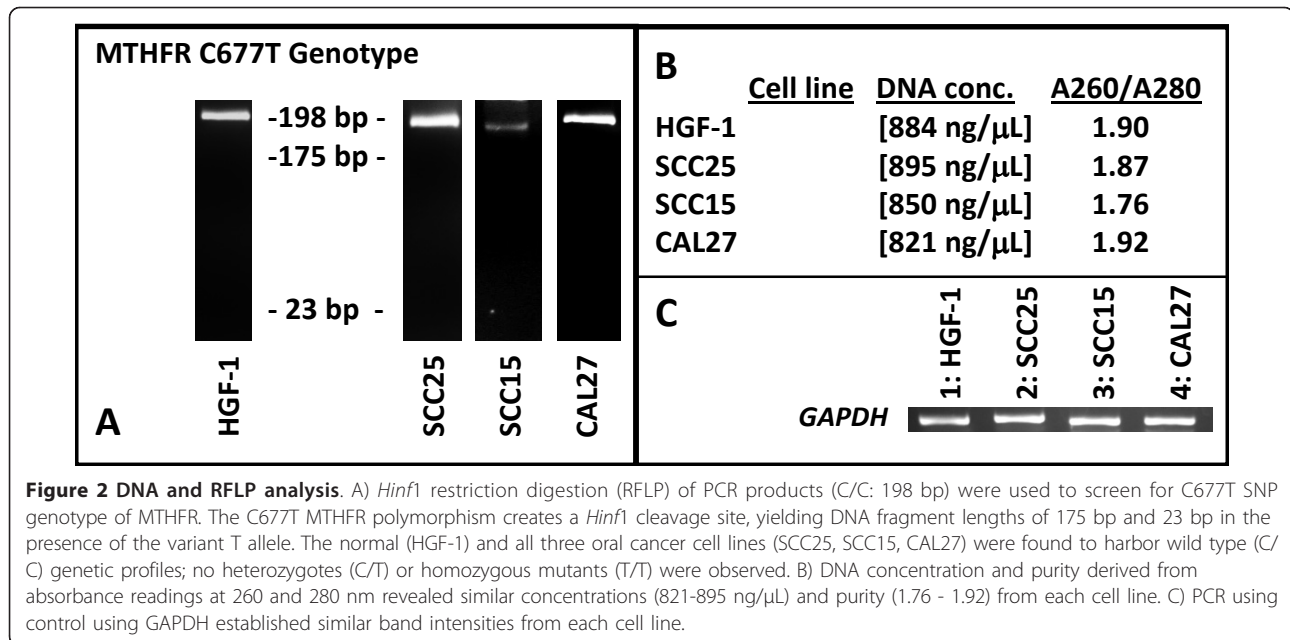 MTHFR C677T Genotype
-198 bp -
-175 bp -
- 23 bp -
HGF-1
SCC25
SCC15
CAL27
A
B
Cell line DNA conc. A260/A280
HGF-1 [884 ng/µL] 1.90
SCC25 [895 ng/µL] 1.87
SCC15 [850 ng/µL] 1.76
CAL27 [821 ng/µL] 1.92
C
1: HGF-1
2: SCC25
3: SCC15
4: CAL27
GAPDH
Figure 2 DNA and RFLP analysis. A) Hinf1 restriction digestion (RFLP) of PCR products (C/C: 198 bp) were used to screen for C677T SNP
genotype of MTHFR. The C677T MTHFR polymorphism creates a Hinf1 cleavage site, yielding DNA fragment lengths of 175 bp and 23 bp in the
presence of the variant T allele. The normal (HGF-1) and all three oral cancer cell lines (SCC25, SCC15, CAL27) were found to harbor wild type (C/
C) genetic profiles; no heterozygotes (C/T) or homozygous mutants (T/T) were observed. B) DNA concentration and purity derived from
absorbance readings at 260 and 280 nm revealed similar concentrations (821-895 ng/µL) and purity (1.76 - 1.92) from each cell line. C) PCR using
control using GAPDH established similar band intensities from each cell line.